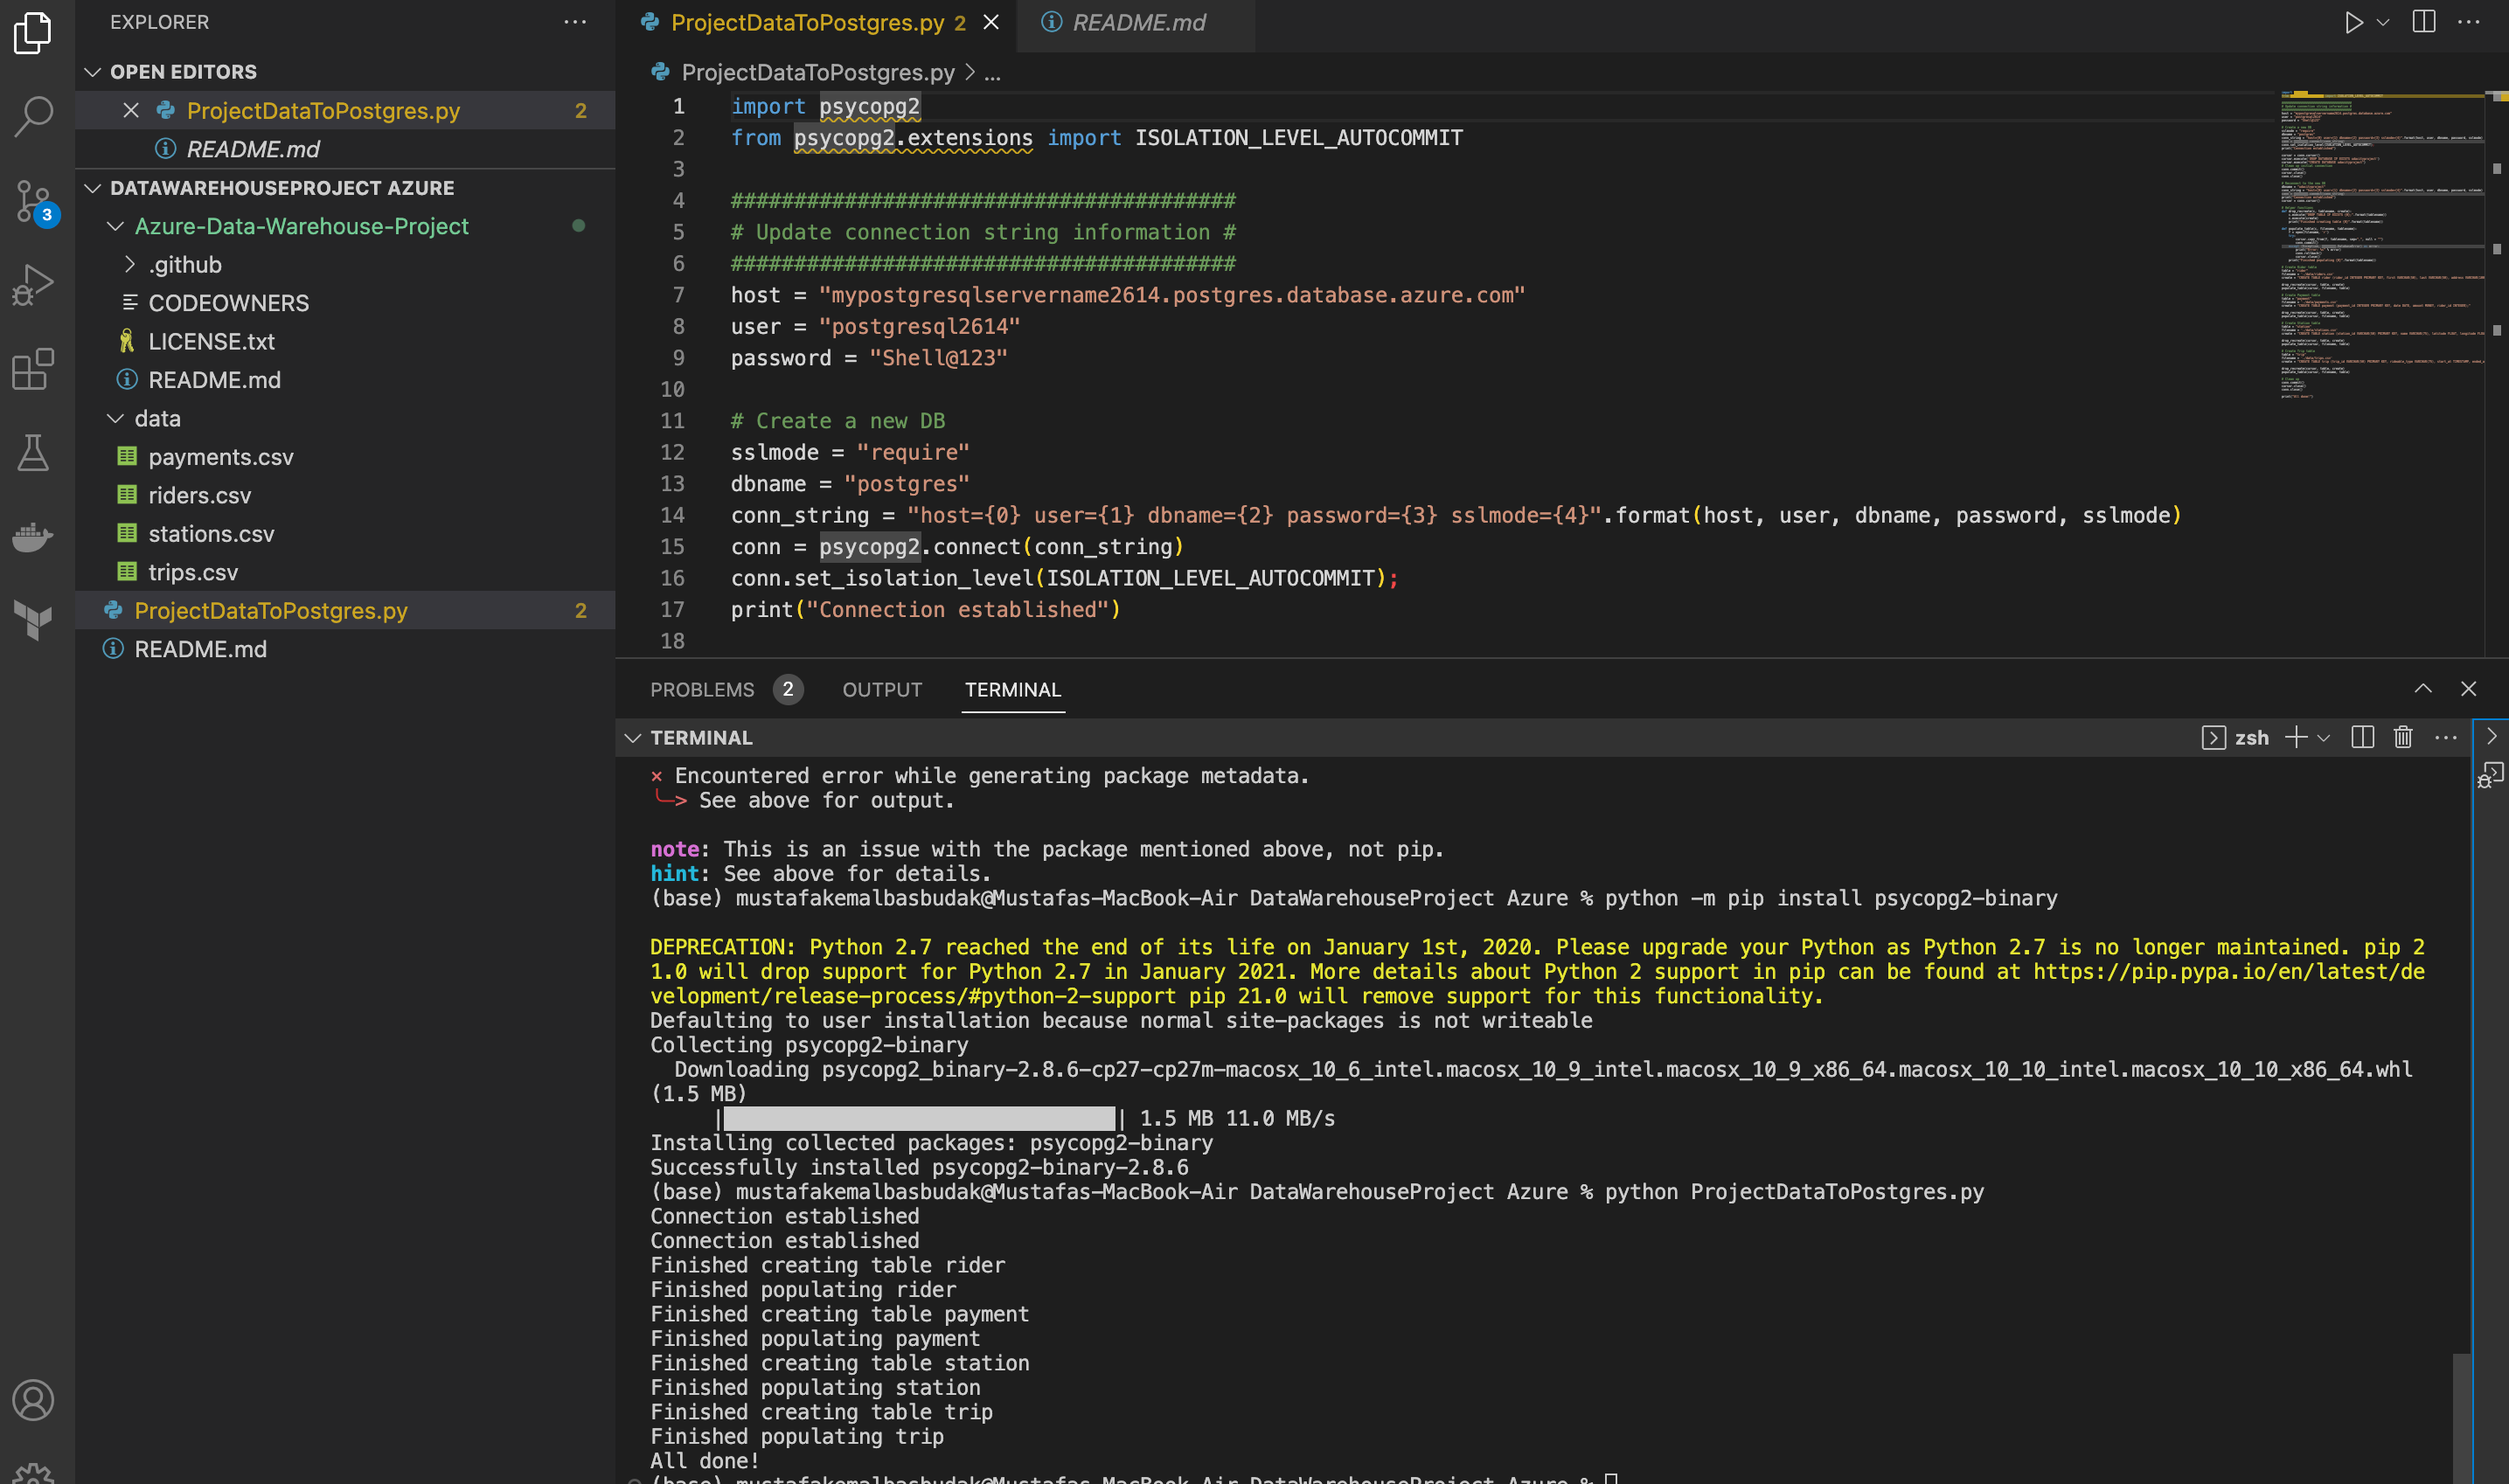 EXPLORER
OPEN EDITORS
ProjectDataToPostgres.py 2
README.md
DATAWAREHOUSEPROJECT AZURE
Azure-Data-Warehouse-Project
.github
CODEOWNERS
LICENSE.txt
README.md
data
payments.csv
riders.csv
stations.csv
trips.csv
ProjectDataToPostgres.py 2
README.md
3
ProjectDataToPostgres.py 2
README.md
ProjectDataToPostgres.py > ...
1 import psycopg2
2 from psycopg2.extensions import ISOLATION_LEVEL_AUTOCOMMIT
3
4 ########################################
5 # Update connection string information #
6 ########################################
7 host = "mypostgresqlservername2614.postgres.database.azure.com"
8 user = "postgresql2614"
9 password = "Shell@123"
10
11 # Create a new DB
12 sslmode = "require"
13 dbname = "postgres"
14 conn_string = "host={0} user={1} dbname={2} password={3} sslmode={4}".format(host, user, dbname, password, sslmode)
15 conn = psycopg2.connect(conn_string)
16 conn.set_isolation_level(ISOLATION_LEVEL_AUTOCOMMIT);
17 print("Connection established")
18
PROBLEMS 2 OUTPUT TERMINAL
TERMINAL
zsh
× Encountered error while generating package metadata.
╰─> See above for output.
note: This is an issue with the package mentioned above, not pip.
hint: See above for details.
(base) mustafakemalbasbudak@Mustafas-MacBook-Air DataWarehouseProject Azure % python -m pip install psycopg2-binary
DEPRECATION: Python 2.7 reached the end of its life on January 1st, 2020. Please upgrade your Python as Python 2.7 is no longer maintained. pip 2
1.0 will drop support for Python 2.7 in January 2021. More details about Python 2 support in pip can be found at https://pip.pypa.io/en/latest/de
velopment/release-process/#python-2-support pip 21.0 will remove support for this functionality.
Defaulting to user installation because normal site-packages is not writeable
Collecting psycopg2-binary
Downloading psycopg2_binary-2.8.6-cp27-cp27m-macosx_10_6_intel.macosx_10_9_intel.macosx_10_9_x86_64.macosx_10_10_intel.macosx_10_10_x86_64.whl
(1.5 MB)
| | 1.5 MB 11.0 MB/s
Installing collected packages: psycopg2-binary
Successfully installed psycopg2-binary-2.8.6
(base) mustafakemalbasbudak@Mustafas-MacBook-Air DataWarehouseProject Azure % python ProjectDataToPostgres.py
Connection established
Connection established
Finished creating table rider
Finished populating rider
Finished creating table payment
Finished populating payment
Finished creating table station
Finished populating station
Finished creating table trip
Finished populating trip
All done!
(base) mustafakemalbasbudak@Mustafas-MacBook-Air DataWarehouseProject Azure %